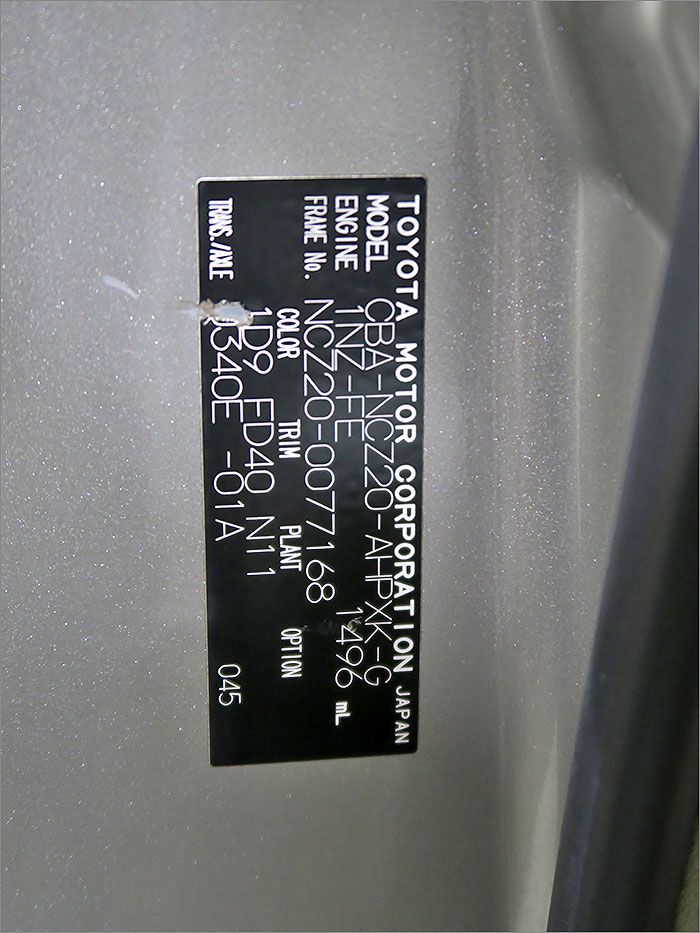 TOYOTA MOTOR CORPORATION JAPAN
MODEL CBA-NCZ20-AHPXK-G
ENGINE 1NZ-FE 1496 mL
FRAME No. NCZ20-0077168
COLOR TRIM PLANT OPTION
1D9 FD40 N11
TRANS./AXLE 340E -01A 045